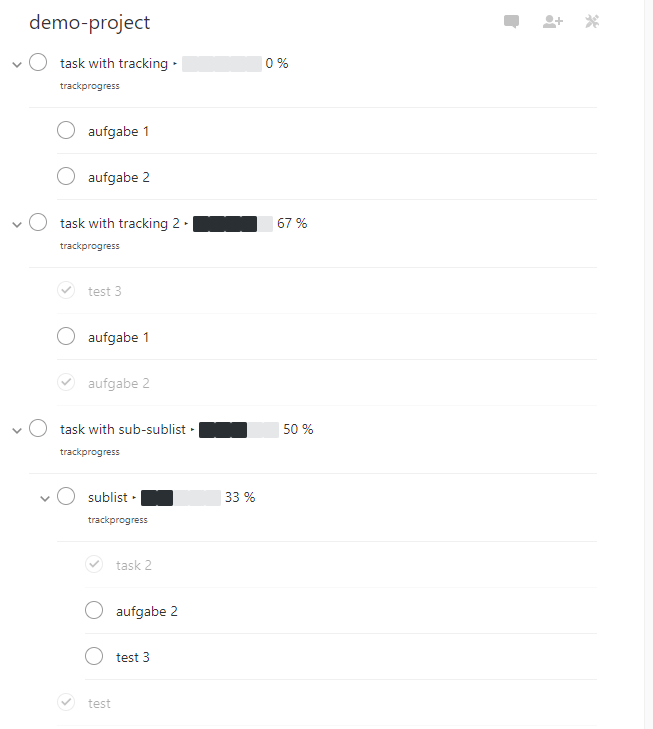 demo-project
task with tracking ‣ 0 %
trackprogress
aufgabe 1
aufgabe 2
task with tracking 2 ‣ 67 %
trackprogress
test 3
aufgabe 1
aufgabe 2
task with sub-sublist ‣ 50 %
trackprogress
sublist ‣ 33 %
trackprogress
task 2
aufgabe 2
test 3
test